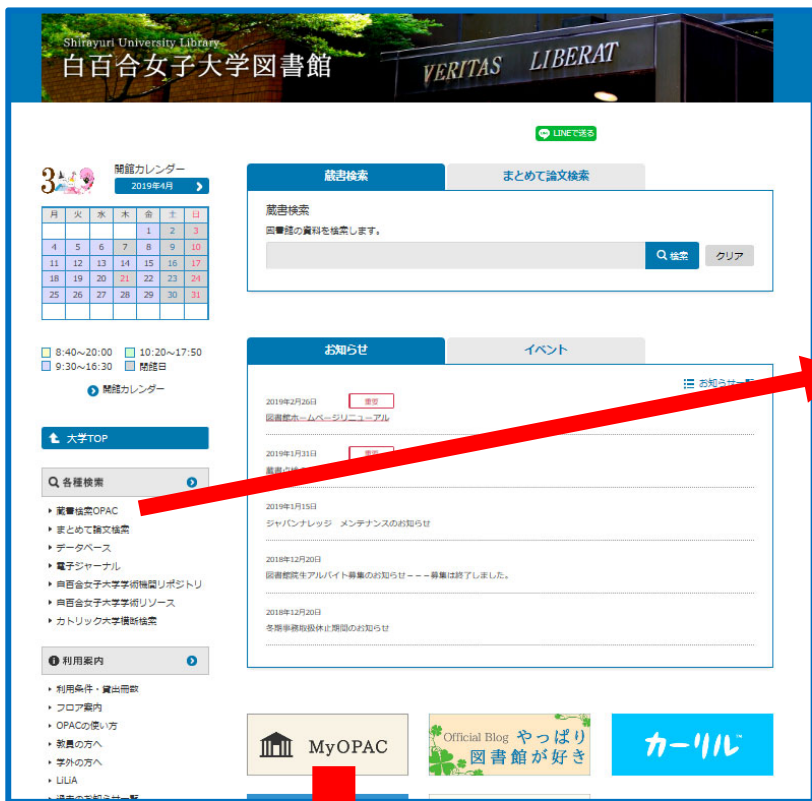 Shirayuri University Library
白百合女子大学図書館
VERITAS LIBERAT
LINEで送る
3
開館カレンダー
2019年4月
月 火 水 木 金 土 日
1 2 3
4 5 6 7 8 9 10
11 12 13 14 15 16 17
18 19 20 21 22 23 24
25 26 27 28 29 30 31
8:40～20:00 10:20～17:50
9:30～16:30 閉館日
開館カレンダー
大学TOP
各種検索
蔵書検索OPAC
まとめて論文検索
データベース
電子ジャーナル
白百合女子大学学術機関リポジトリ
白百合女子大学学術リソース
カトリック大学横断検索
利用案内
利用条件・貸出冊数
フロア案内
OPACの使い方
教員の方へ
学外の方へ
LiLiA
過去のお知らせ一覧
蔵書検索 まとめて論文検索
蔵書検索
図書館の資料を検索します。
検索 クリア
お知らせ イベント
お知らせ一覧
2019年2月26日 重要
図書館ホームページリニューアル
2019年1月31日 重要
蔵書点検
2019年1月15日
ジャパンナレッジ メンテナンスのお知らせ
2018年12月20日
図書館院生アルバイト募集のお知らせ－－－募集は終了しました。
2018年12月20日
冬期事務取扱休止期間のお知らせ
MyOPAC
Official Blog やっぱり
図書館が好き
カーリル